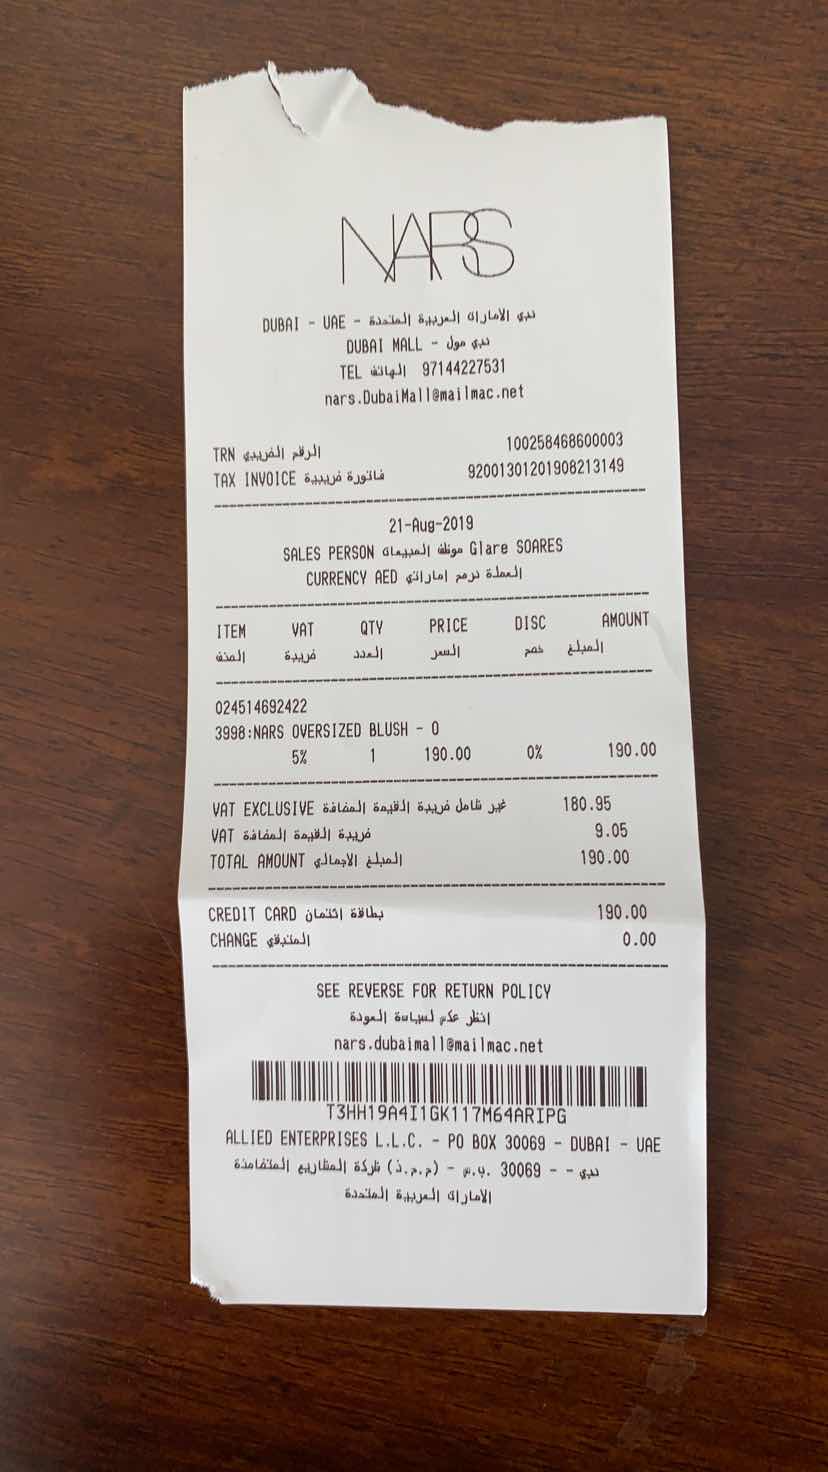 NARS
DUBAI - UAE - دبي الامارات العربية المتحدة
DUBAI MALL - دبي مول
TEL الهاتف 97144227531
nars.DubaiMall@mailmac.net
TRN الرقم الضريبي 100258468600003
TAX INVOICE فاتورة ضريبية 92001301201908213149
21-Aug-2019
SALES PERSON موظف المبيعات Glare SOARES
CURRENCY AED العملة درهم اماراتي
ITEM VAT QTY PRICE DISC AMOUNT
الصنف ضريبة العدد السعر خصم المبلغ
024514692422
3998:NARS OVERSIZED BLUSH - O
5% 1 190.00 0% 190.00
VAT EXCLUSIVE غير شامل ضريبة القيمة المضافة 180.95
VAT ضريبة القيمة المضافة 9.05
TOTAL AMOUNT المبلغ الاجمالي 190.00
CREDIT CARD بطاقة إئتمان 190.00
CHANGE المتبقي 0.00
SEE REVERSE FOR RETURN POLICY
إنظر عكس لسياسة العودة
nars.dubaimall@mailmac.net
T3HH19A4I1GK117M64ARIPG
ALLIED ENTERPRISES L.L.C. - PO BOX 30069 - DUBAI - UAE
شركة المشاريع المتضامنة (ذ.م.م) - ص.ب. 30069 - - دبي
الامارات العربية المتحدة